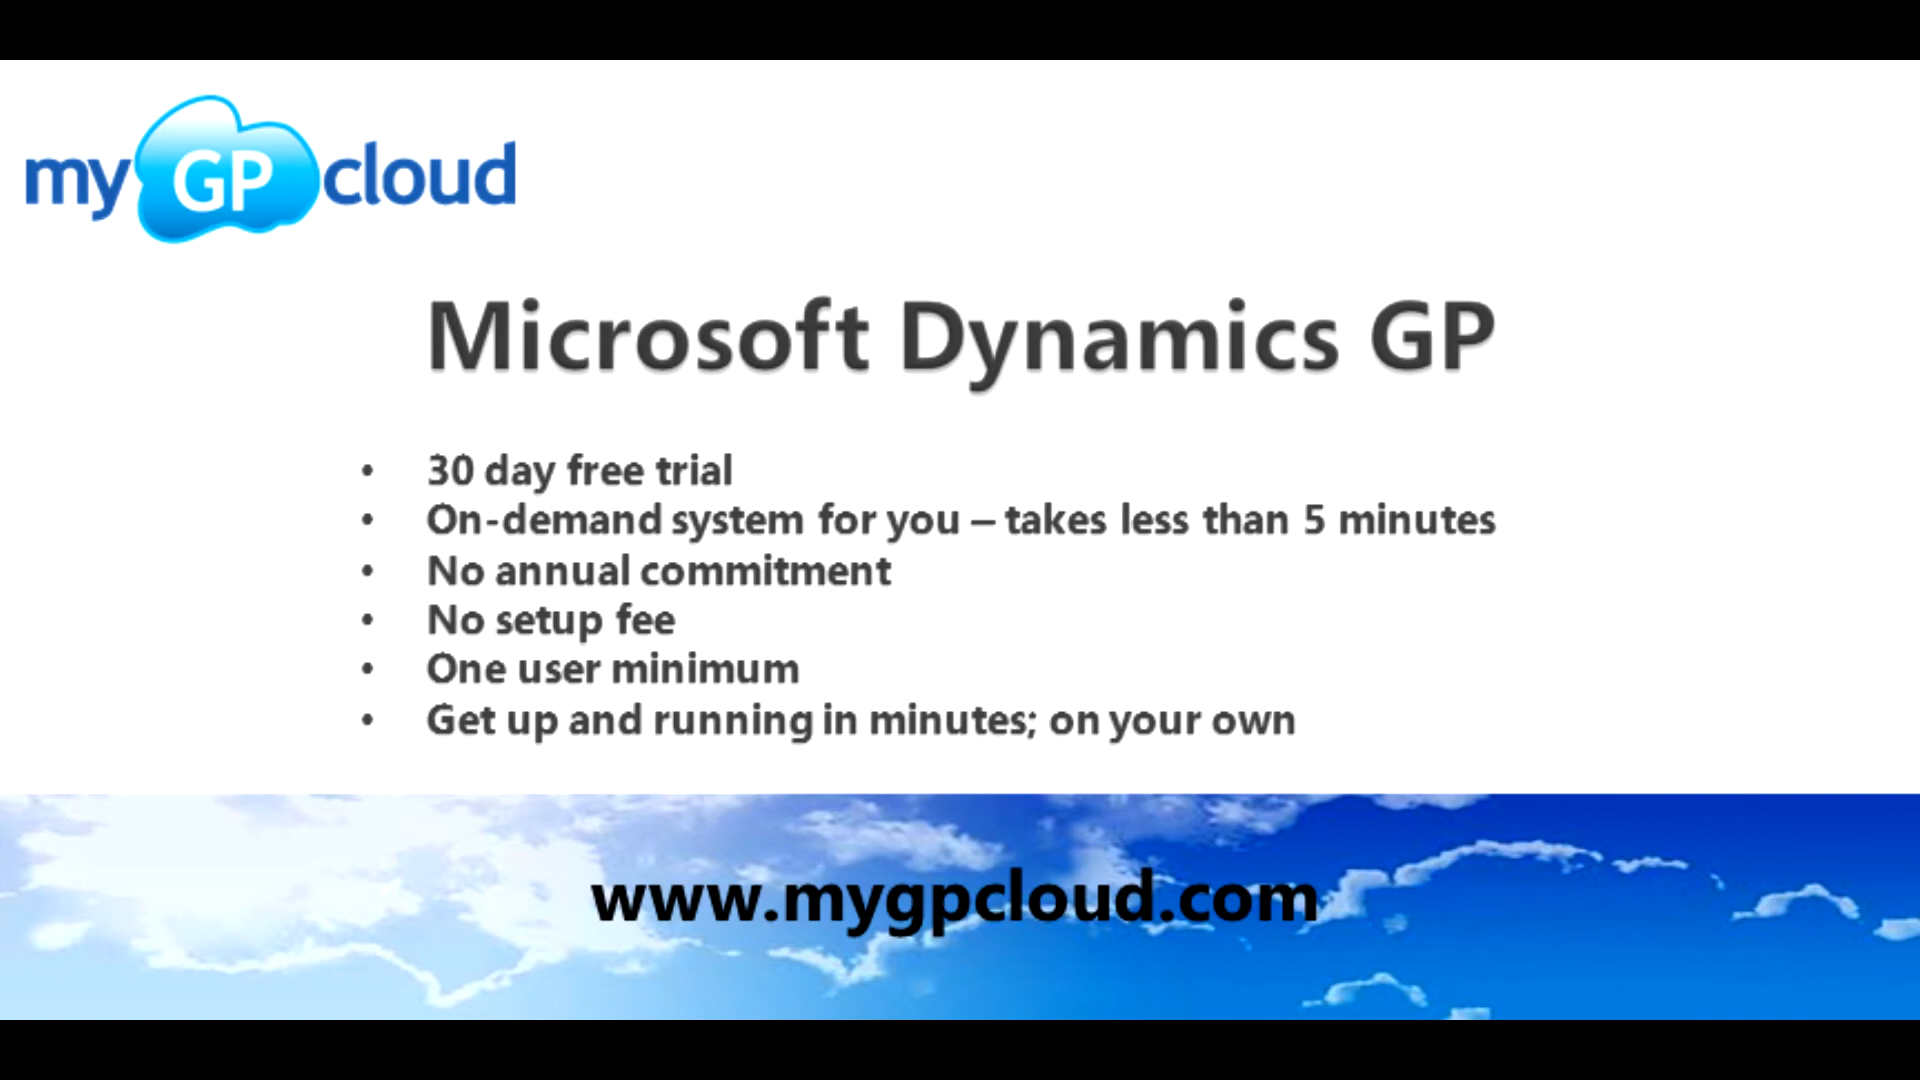 my GP cloud
Microsoft Dynamics GP
• 30 day free trial
• On-demand system for you – takes less than 5 minutes
• No annual commitment
• No setup fee
• One user minimum
• Get up and running in minutes; on your own
www.mygpcloud.com